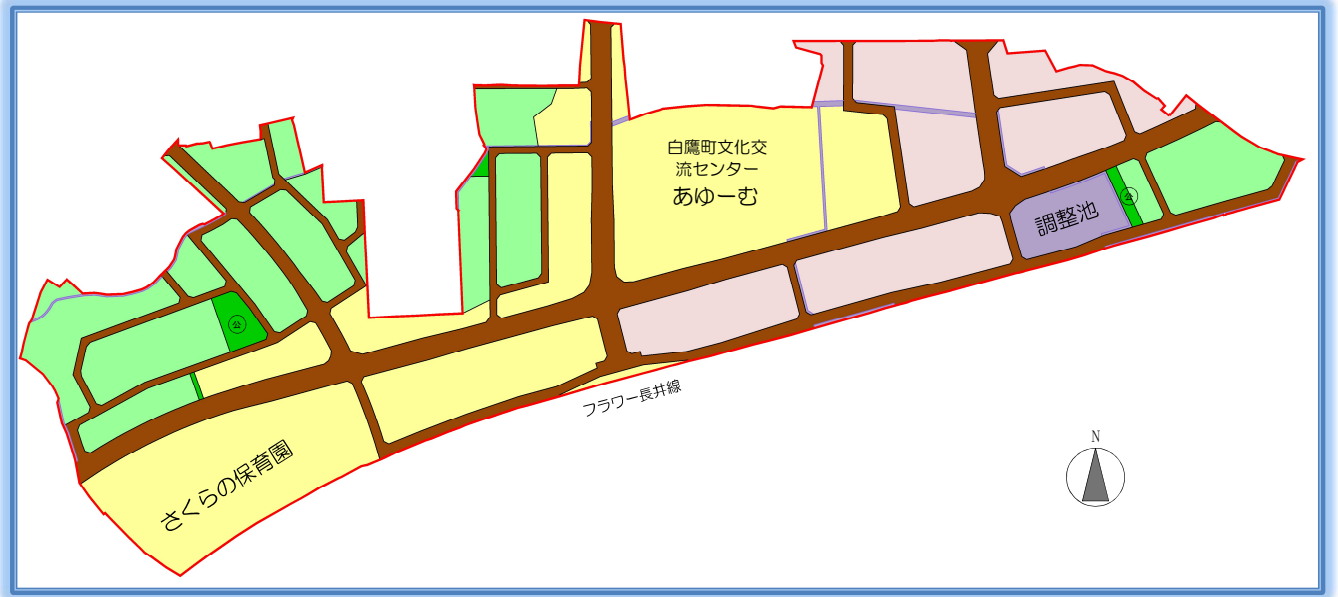 白鷹町文化交
流センター
あゆーむ
調整池
公
公
フラワー長井線
さくらの保育園
N